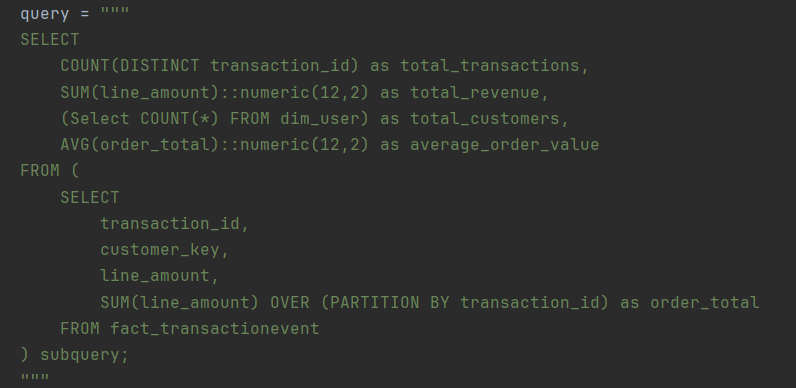 query = """
SELECT
    COUNT(DISTINCT transaction_id) as total_transactions,
    SUM(line_amount)::numeric(12,2) as total_revenue,
    (Select COUNT(*) FROM dim_user) as total_customers,
    AVG(order_total)::numeric(12,2) as average_order_value
FROM (
    SELECT
        transaction_id,
        customer_key,
        line_amount,
        SUM(line_amount) OVER (PARTITION BY transaction_id) as order_total
    FROM fact_transactionevent
) subquery;
"""